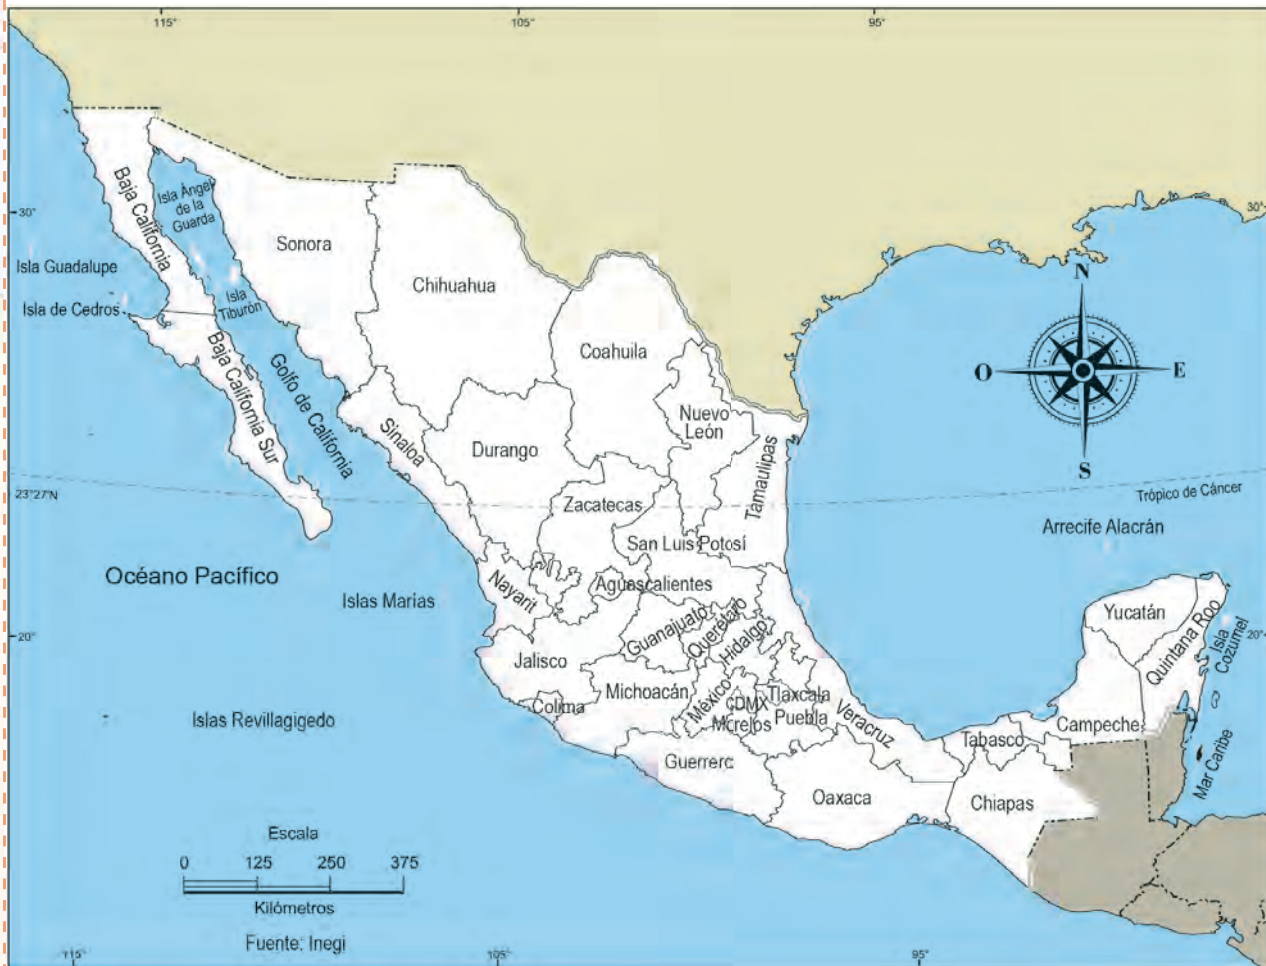 115°
105°
95°
30°
30°
Baja California
Isla Ángel
de la
Guarda
Sonora
Chihuahua
Isla Guadalupe
Isla de Cedros
Isla
Tiburón
Coahuila
N
O
E
S
Baja California Sur
Golfo de California
Sinaloa
Durango
Nuevo
León
Tamaulipas
23°27'N
Trópico de Cáncer
Zacatecas
Arrecife Alacrán
San Luis Potosí
Océano Pacífico
Islas Marías
Nayarit
Aguascalientes
Yucatán
Quintana Roo
Isla
Cozumel
20°
20°
Guanajuato
Querétaro
Hidalgo
Jalisco
Michoacán
México
Tlaxcala
CDMX
Colima
Morelos
Puebla
Veracruz
Islas Revillagigedo
Campeche
Tabasco
Mar Caribe
Guerrero
Oaxaca
Chiapas
Escala
0 125 250 375
Kilómetros
Fuente: Inegi
115°
105°
95°